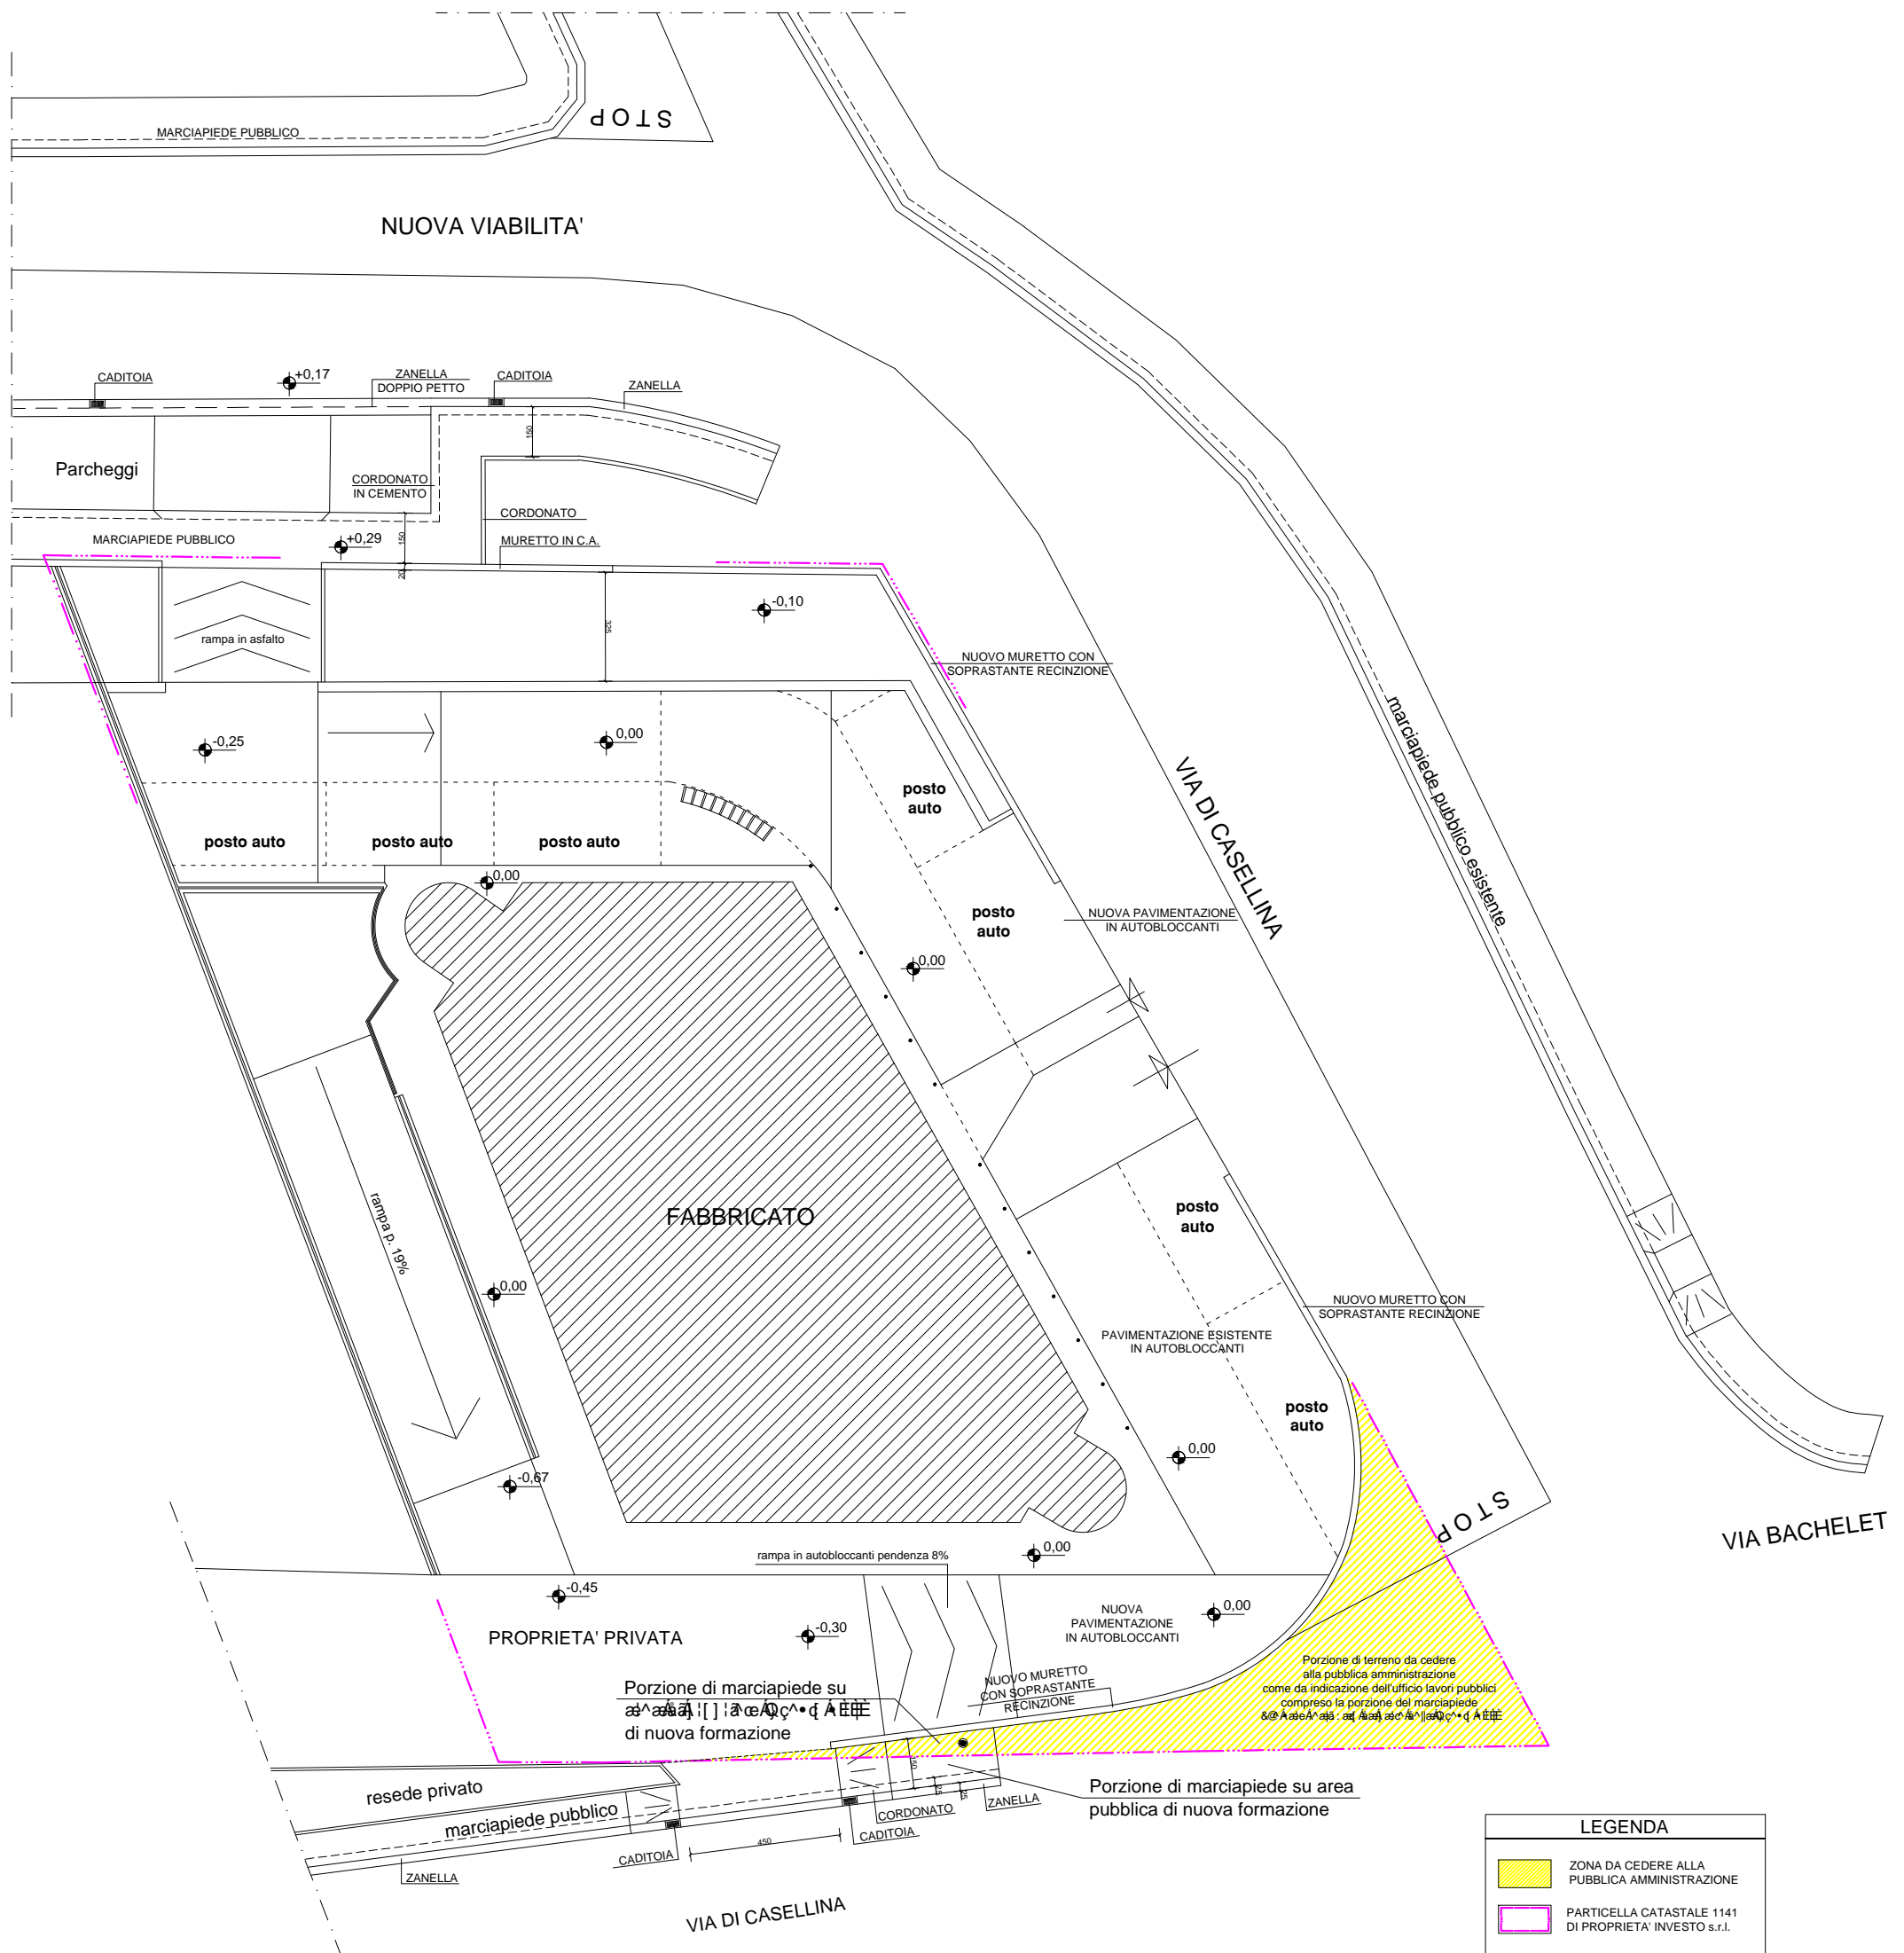 STOP
MARCIAPIEDE PUBBLICO
NUOVA VIABILITA'
CADITOIA
+0,17
ZANELLA
DOPPIO PETTO
CADITOIA
ZANELLA
150
Parcheggi
CORDONATO
IN CEMENTO
CORDONATO
MARCIAPIEDE PUBBLICO
+0,29
150
20
MURETTO IN C.A.
rampa in asfalto
325
-0,10
NUOVO MURETTO CON
SOPRASTANTE RECINZIONE
marciapiede pubblico esistente
-0,25
0,00
VIA DI CASELLINA
posto
auto
posto auto
posto auto
posto auto
0,00
posto
auto
NUOVA PAVIMENTAZIONE
IN AUTOBLOCCANTI
0,00
rampa p. 19%
FABBRICATO
posto
auto
0,00
NUOVO MURETTO CON
SOPRASTANTE RECINZIONE
PAVIMENTAZIONE ESISTENTE
IN AUTOBLOCCANTI
posto
auto
0,00
-0,67
STOP
VIA BACHELET
rampa in autobloccanti pendenza 8%
0,00
-0,45
PROPRIETA' PRIVATA
-0,30
NUOVA
PAVIMENTAZIONE
IN AUTOBLOCCANTI
0,00
NUOVO MURETTO
CON SOPRASTANTE
RECINZIONE
Porzione di marciapiede su
di nuova formazione
Porzione di terreno da cedere
alla pubblica amministrazione
come da indicazione dell'ufficio lavori pubblici
compreso la porzione del marciapiede
resede privato
marciapiede pubblico
150
25
25
CORDONATO
ZANELLA
Porzione di marciapiede su area
pubblica di nuova formazione
CADITOIA
450
CADITOIA
ZANELLA
VIA DI CASELLINA
LEGENDA
ZONA DA CEDERE ALLA
PUBBLICA AMMINISTRAZIONE
PARTICELLA CATASTALE 1141
DI PROPRIETA' INVESTO s.r.l.